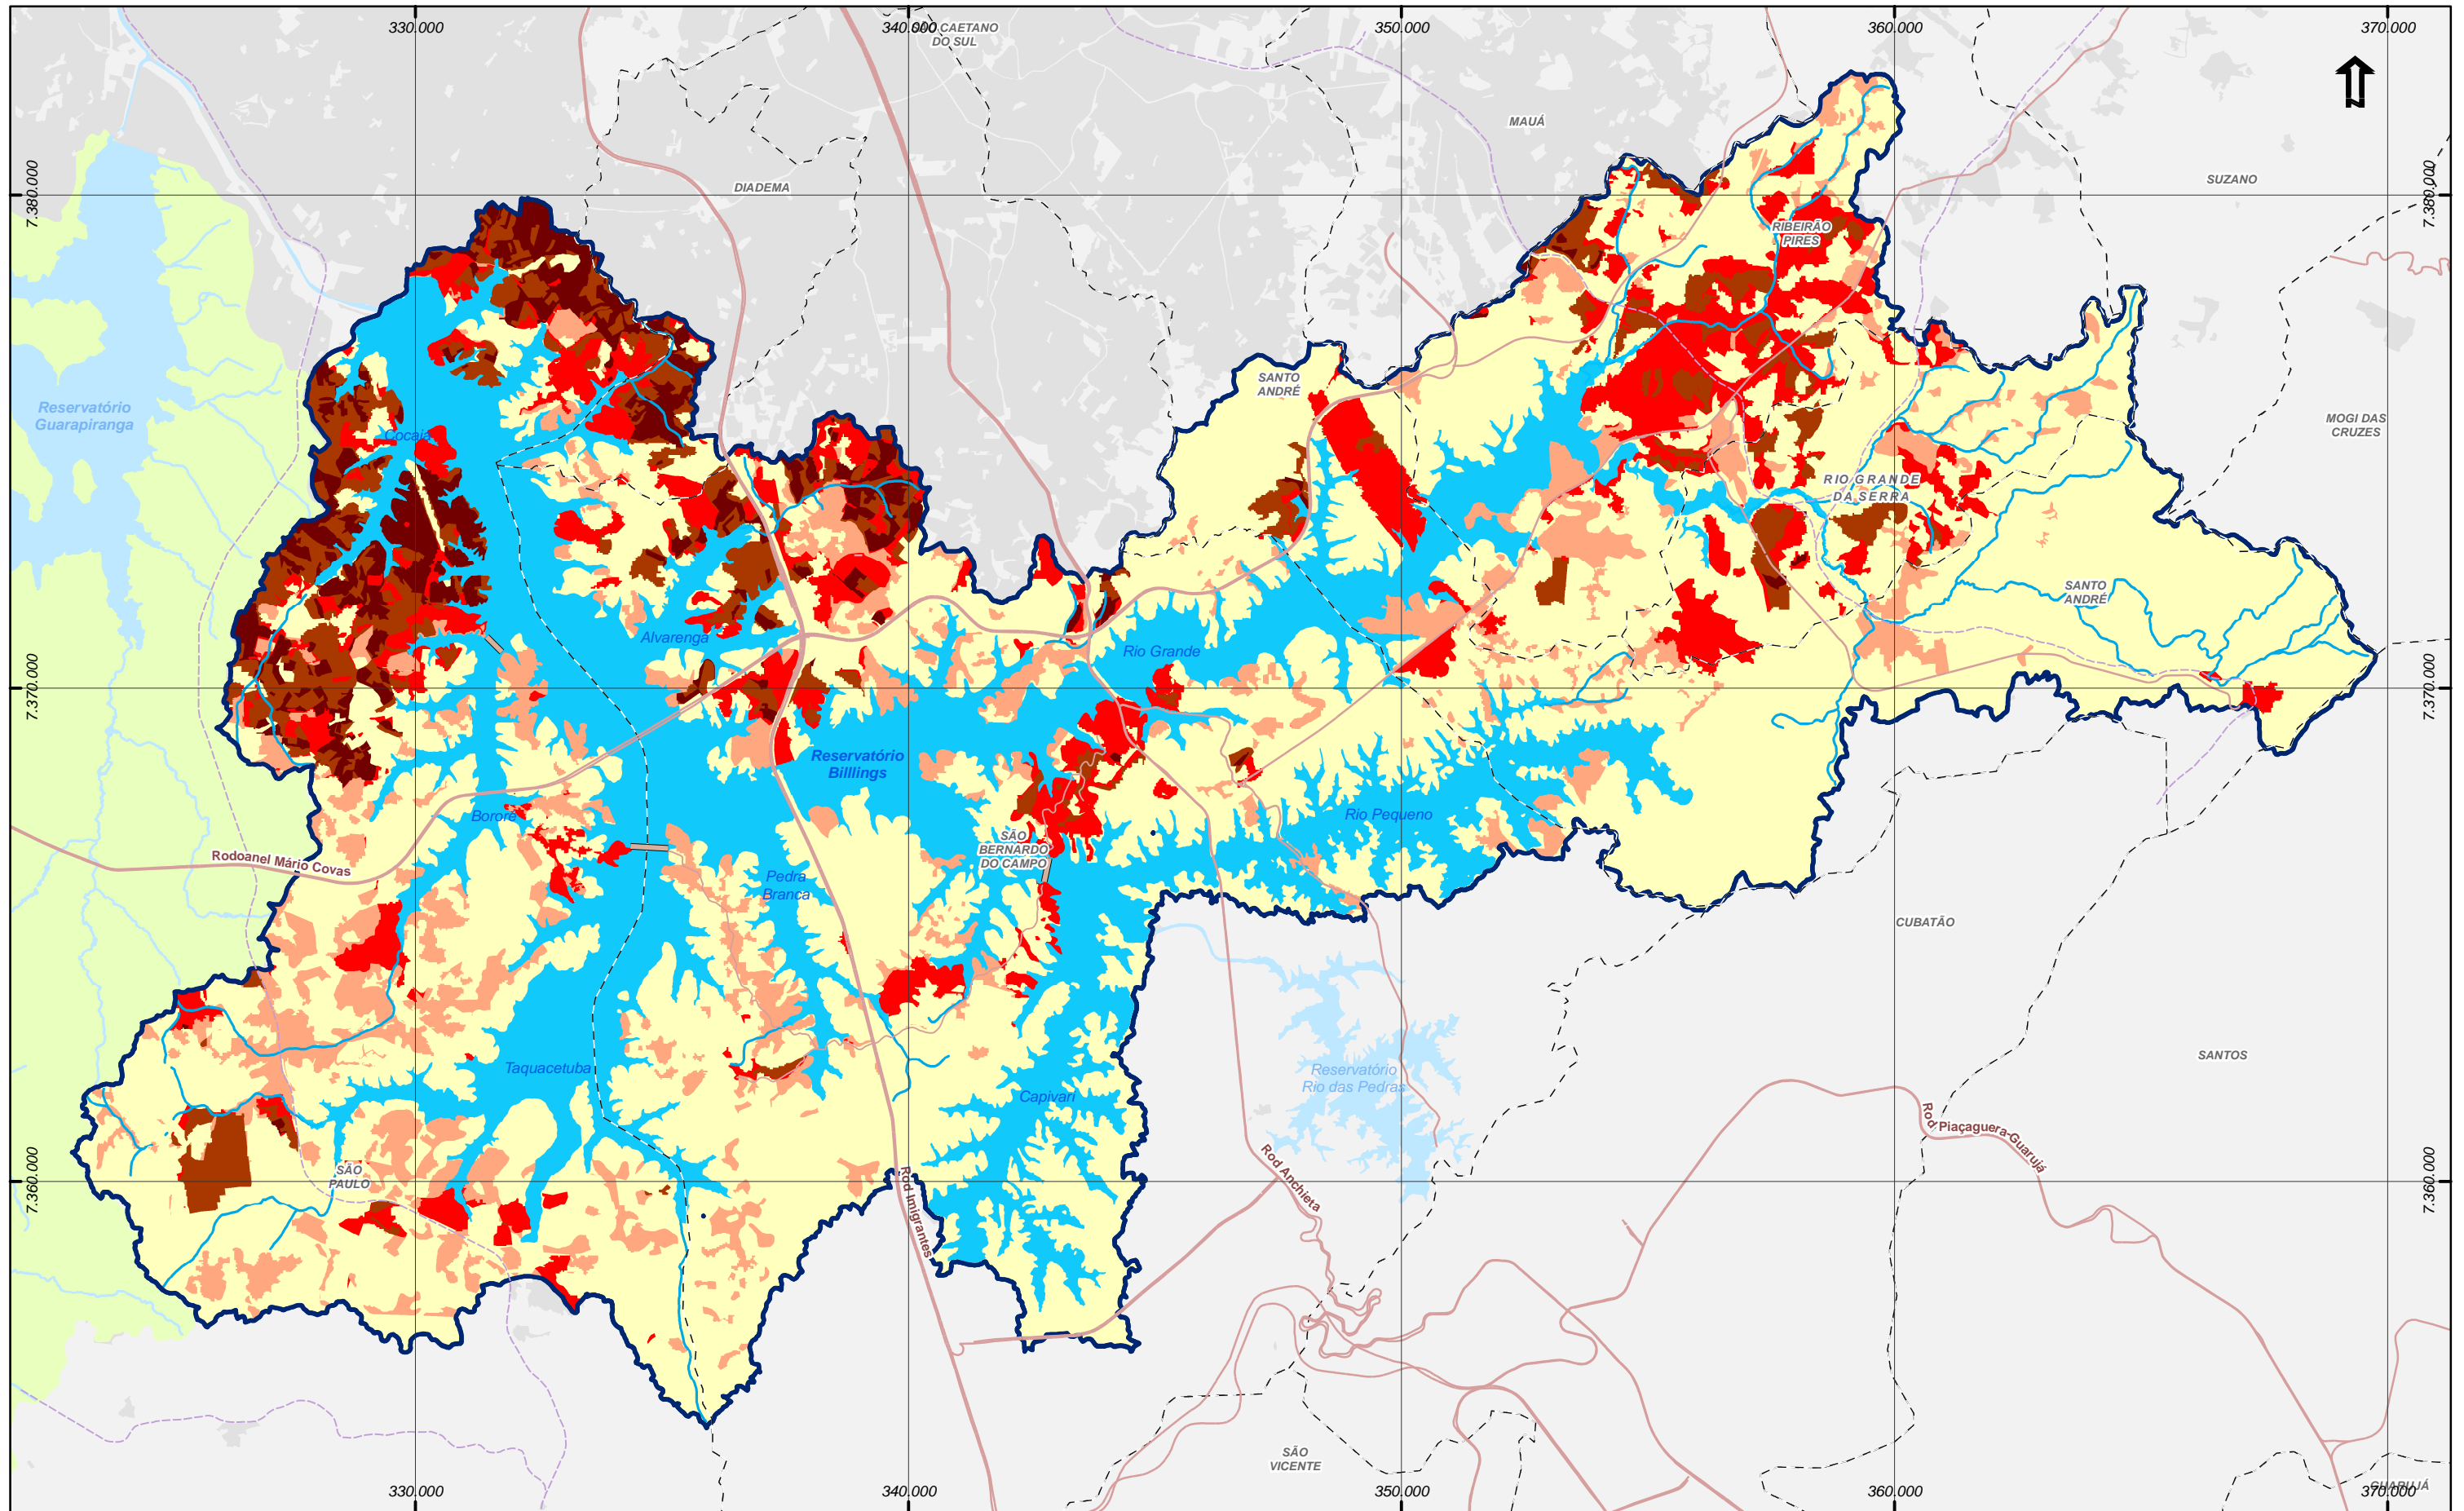 330.000
340.000
SÃO CAETANO
DO SUL
350.000
360.000
370.000
MAUÁ
7.380.000
DIADEMA
SUZANO
7.380.000
RIBEIRÃO
PIRES
SANTO
ANDRÉ
Reservatório
Guarapiranga
MOGI DAS
CRUZES
Cocaia
RIO GRANDE
DA SERRA
SANTO
ANDRÉ
Alvarenga
Rio Grande
7.370.000
7.370.000
Reservatório
Billlings
Bororé
Rio Pequeno
SÃO
BERNARDO
DO CAMPO
Rodoanel Mário Covas
Pedra
Branca
CUBATÃO
SANTOS
Taquacetuba
Reservatório
Rio das Pedras
Capivari
Rod Piaçaguera-Guarujá
SÃO
PAULO
Rod Anchieta
7.360.000
Rod Imigrantes
7.360.000
SÃO
VICENTE
GUARUJÁ
330.000
340.000
350.000
360.000
370.000